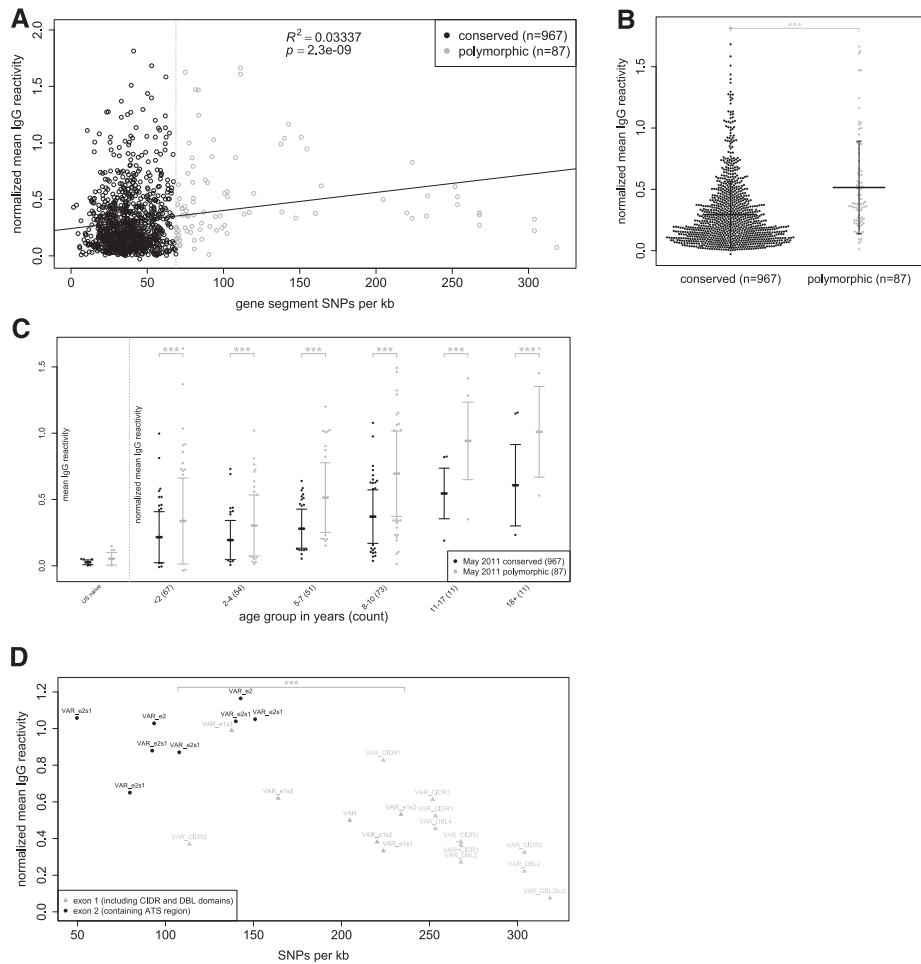 A
R² = 0.03337
p = 2.3e-09
conserved (n=967)
polymorphic (n=87)
normalized mean IgG reactivity
2.0
1.5
1.0
0.5
0.0
0 50 100 150 200 250 300
gene segment SNPs per kb
B
***
normalized mean IgG reactivity
1.5
1.0
0.5
0.0
conserved (n=967) polymorphic (n=87)
C
mean IgG reactivity
normalized mean IgG reactivity
1.5
1.0
0.5
0.0
*** *** *** *** *** ***
May 2011 conserved (967)
May 2011 polymorphic (87)
US naive <2 (67) 2-4 (54) 5-7 (51) 8-10 (73) 11-17 (11) 18+ (11)
age group in years (count)
D
***
normalized mean IgG reactivity
1.2
1.0
0.8
0.6
0.4
0.2
0.0
VAR_e2
VAR_e2s1
VAR_e2
VAR_e2s1
VAR_e2s1
VAR_e2s1
VAR_e2s1
VAR_CIDR1
VAR_e2s1
VAR_e1s2
VAR_CIDR1
VAR_CIDR1
VAR_e1s2
VAR
VAR_DBL4
VAR_CIDR2
VAR_e1s2
VAR_CIDR2
VAR_e1s1
VAR_CIDR1
VAR_CIDR2
VAR_DBL2
VAR_DBL2
VAR_DBL2bc2
exon 1 (including CIDR and DBL domains)
exon 2 (containing ATS region)
50 100 150 200 250 300
SNPs per kb